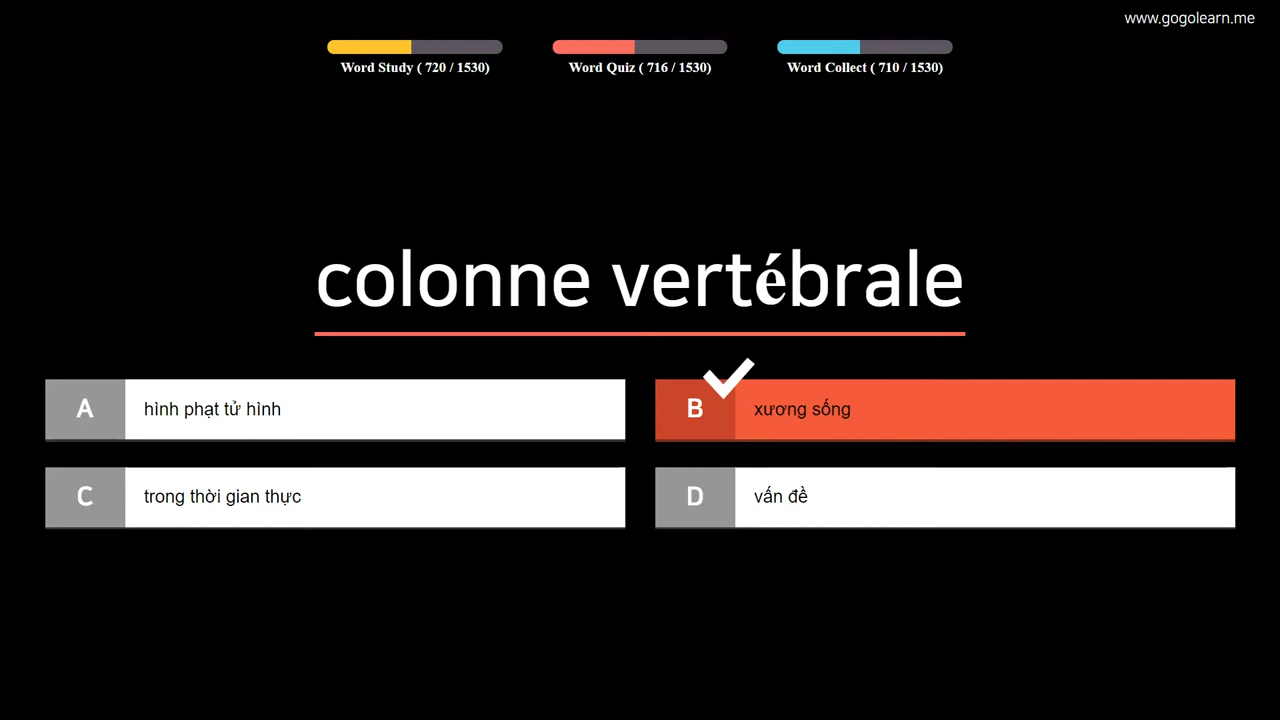 www.gogolearn.me
Word Study ( 720 / 1530)
Word Quiz ( 716 / 1530)
Word Collect ( 710 / 1530)
colonne vertébrale
A hình phạt tử hình
B xương sống
C trong thời gian thực
D vấn đề